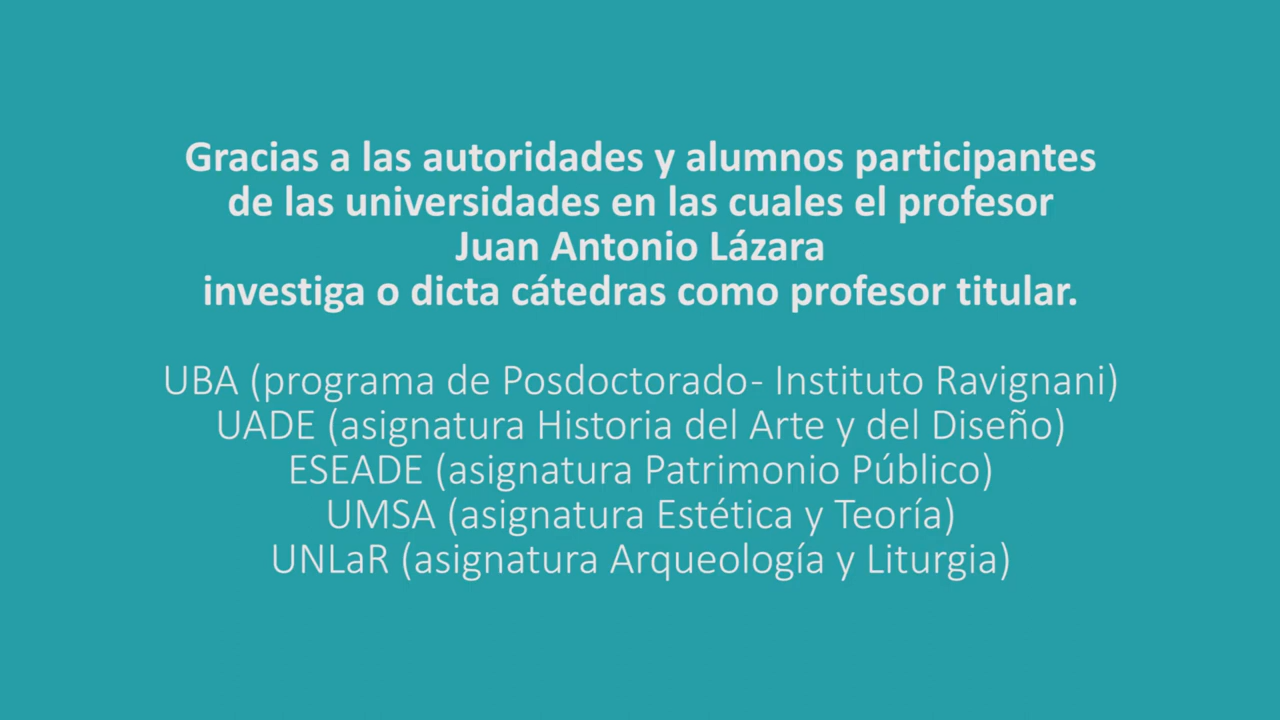 Gracias a las autoridades y alumnos participantes
de las universidades en las cuales el profesor
Juan Antonio Lázara
investiga o dicta cátedras como profesor titular.
UBA (programa de Posdoctorado- Instituto Ravignani)
UADE (asignatura Historia del Arte y del Diseño)
ESEADE (asignatura Patrimonio Público)
UMSA (asignatura Estética y Teoría)
UNLaR (asignatura Arqueología y Liturgia)